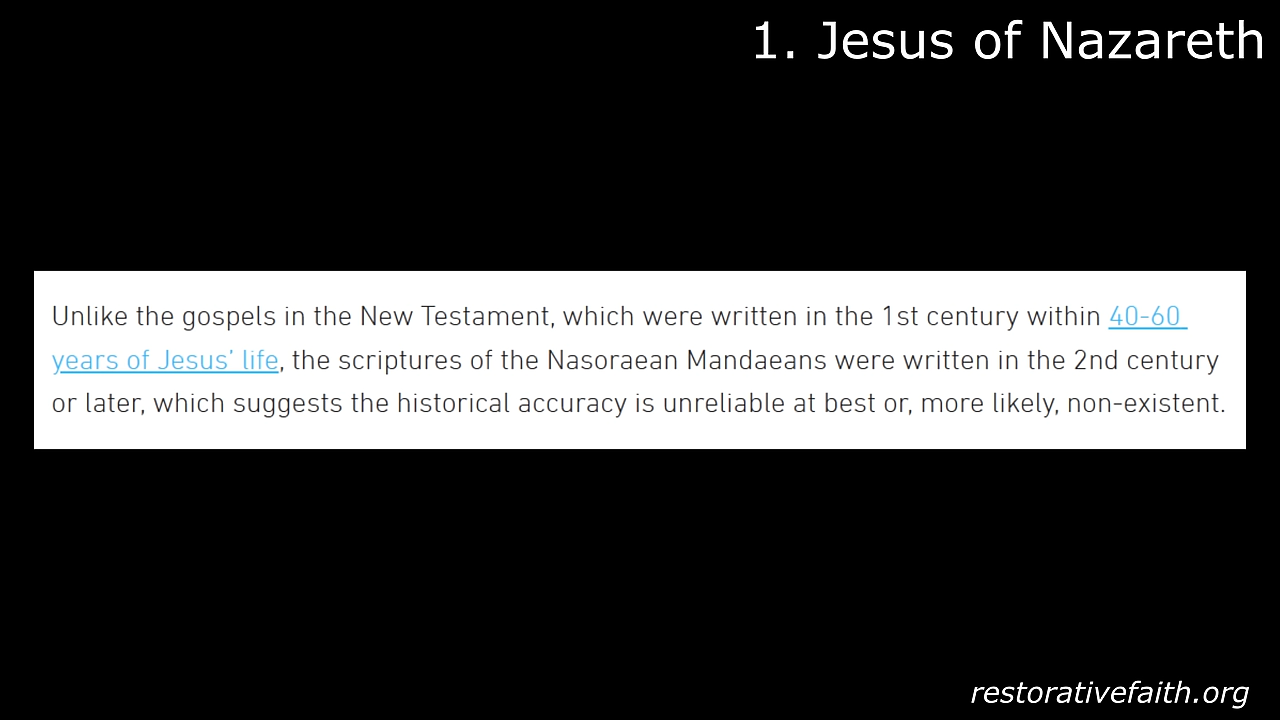 1. Jesus of Nazareth
Unlike the gospels in the New Testament, which were written in the 1st century within 40-60
years of Jesus’ life, the scriptures of the Nasoraean Mandaeans were written in the 2nd century
or later, which suggests the historical accuracy is unreliable at best or, more likely, non-existent.
restorativefaith.org